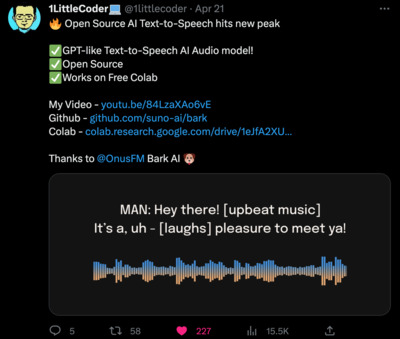 1LittleCoder💻 @1littlecoder · Apr 21
🔥 Open Source AI Text-to-Speech hits new peak
✅GPT-like Text-to-Speech AI Audio model!
✅Open Source
✅Works on Free Colab
My Video - youtu.be/84LzaXAo6vE
Github - github.com/suno-ai/bark
Colab - colab.research.google.com/drive/1eJfA2XU...
Thanks to @OnusFM Bark AI 🐶
MAN: Hey there! [upbeat music]
It's a, uh - [laughs] pleasure to meet ya!
5 58 227 15.5K